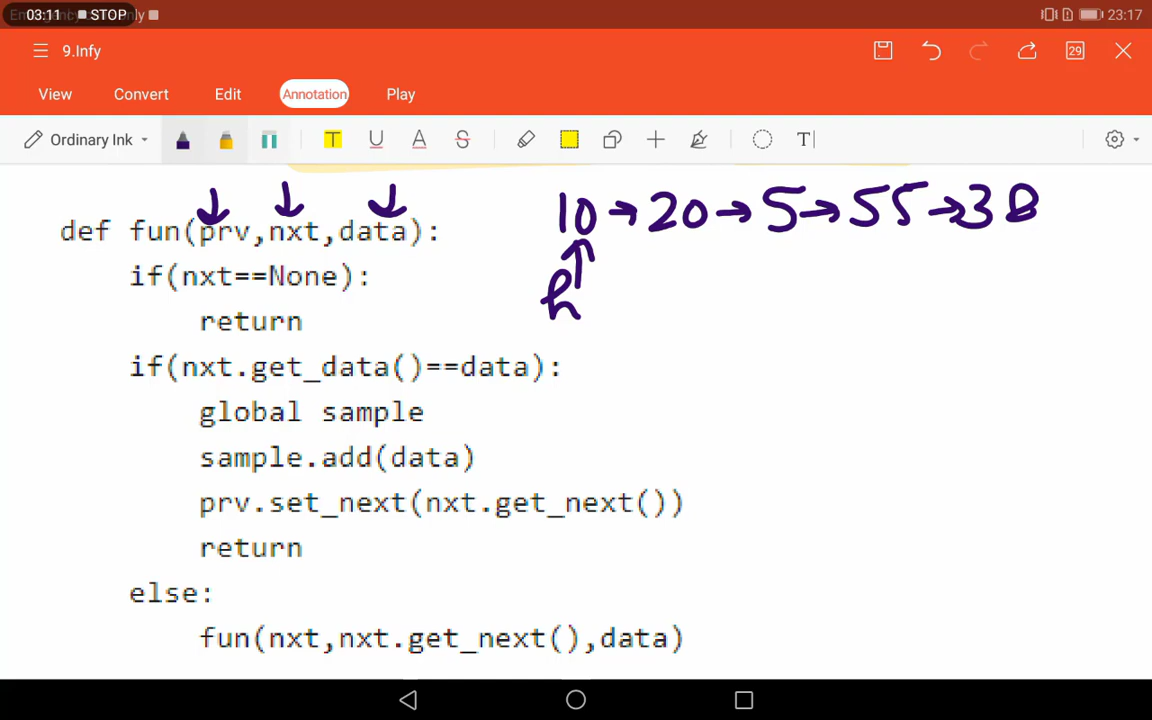 03:11 STOP
23:17
9.Infy
29
View Convert Edit Annotation Play
Ordinary Ink T U A S T
10→20→5→55→38
h
def fun(prv,nxt,data):
if(nxt==None):
return
if(nxt.get_data()==data):
global sample
sample.add(data)
prv.set_next(nxt.get_next())
return
else:
fun(nxt,nxt.get_next(),data)